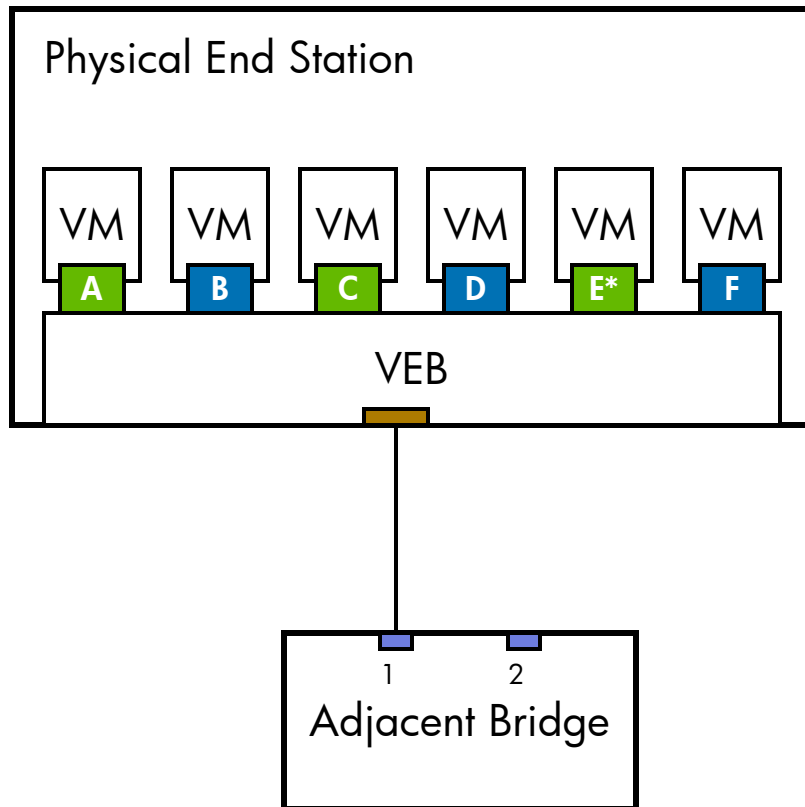 Physical End Station
VM VM VM VM VM VM
A B C D E* F
VEB
1 2
Adjacent Bridge